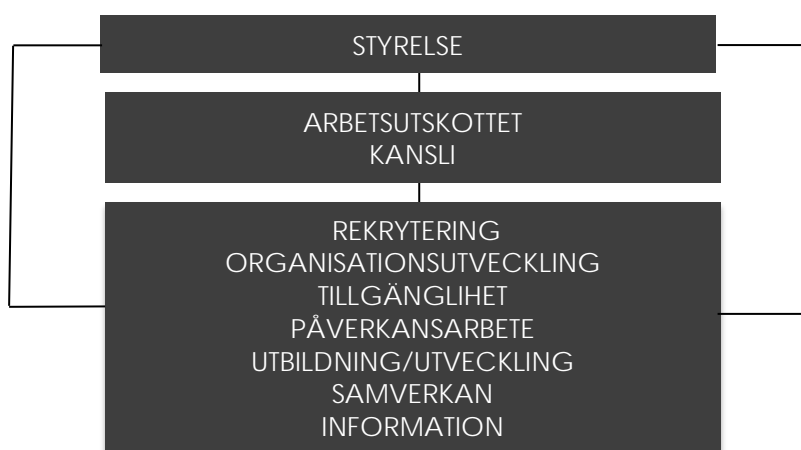 STYRELSE
ARBETSUTSKOTTET
KANSLI
REKRYTERING
ORGANISATIONSUTVECKLING
TILLGÄNGLIHET
PÅVERKANSARBETE
UTBILDNING/UTVECKLING
SAMVERKAN
INFORMATION